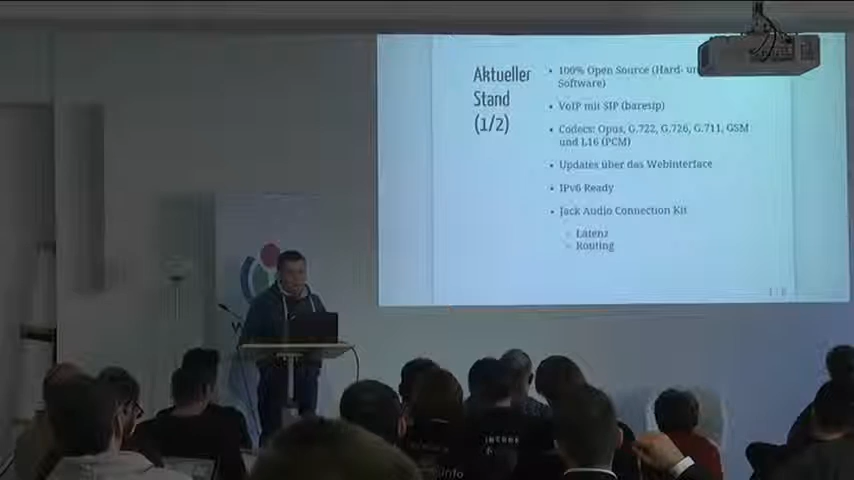 Aktueller
Stand
(1/2)
100% Open Source (Hard- un
Software)
VoIP mit SIP (baresip)
Codecs: Opus, G.722, G.726, G.711, GSM
und L16 (PCM)
Updates über das Webinterface
IPv6 Ready
Jack Audio Connection Kit
Latenz
Routing